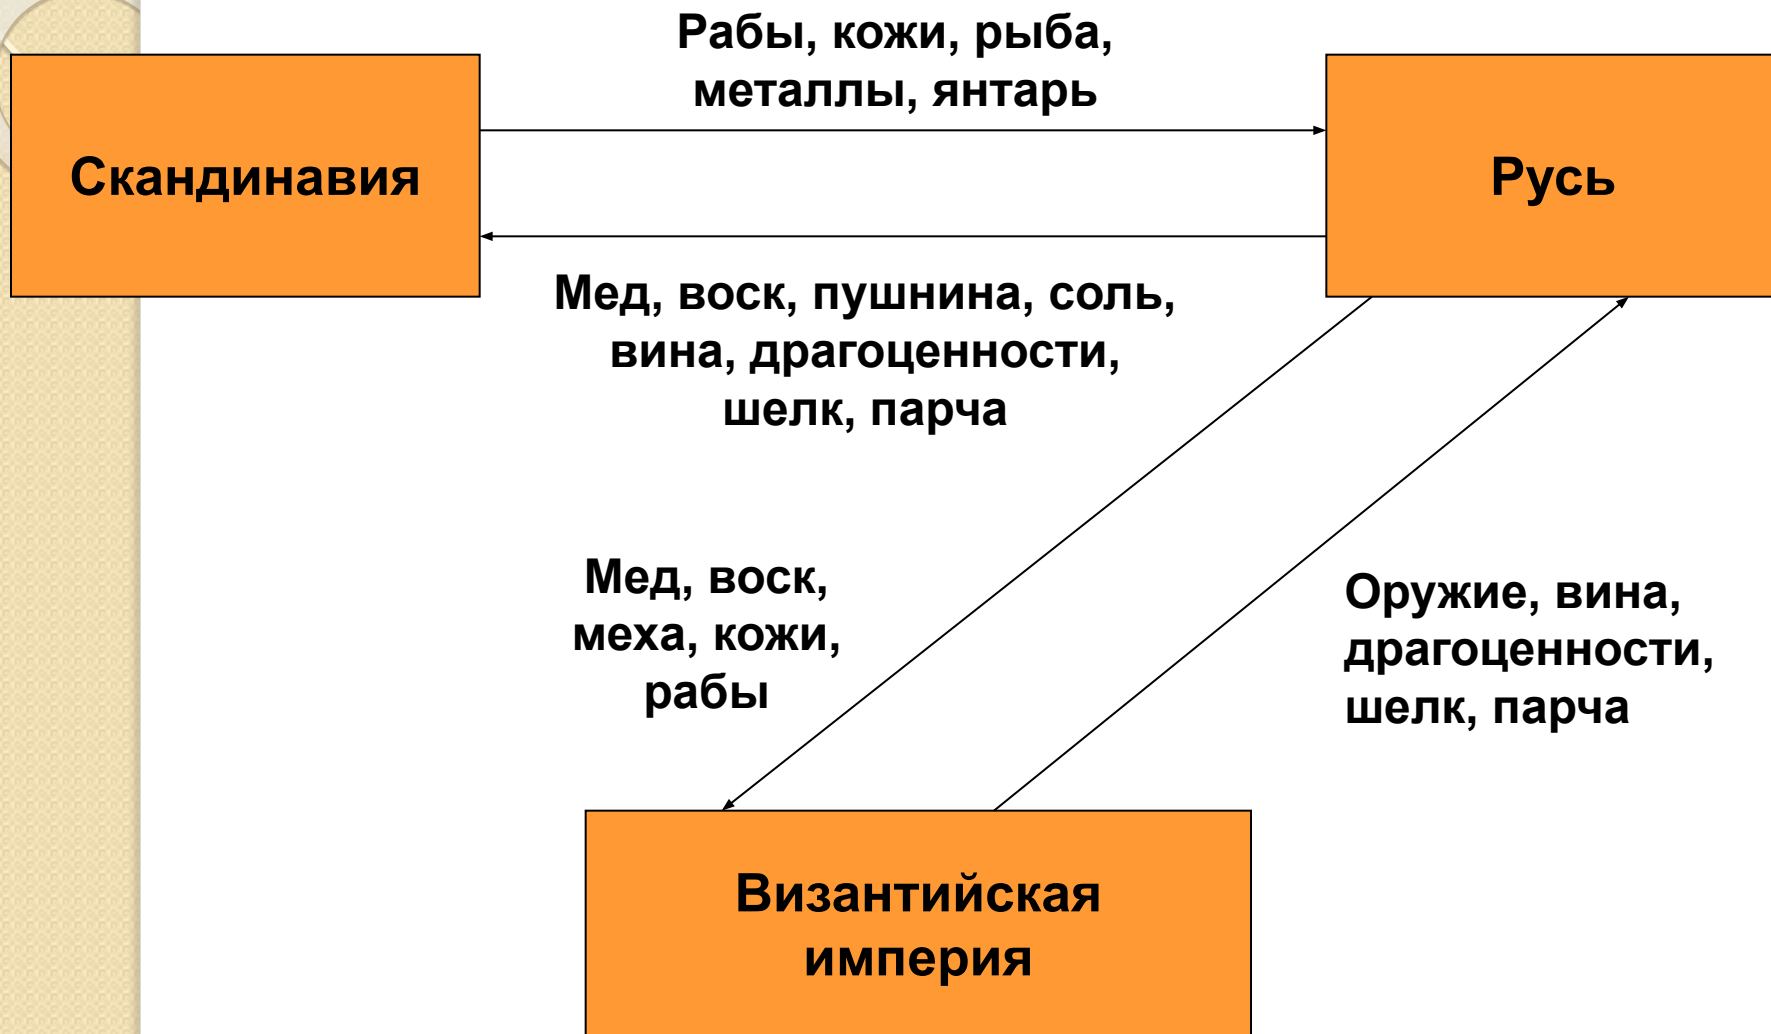 Рабы, кожи, рыба,
металлы, янтарь
Скандинавия
Русь
Мед, воск, пушнина, соль,
вина, драгоценности,
шелк, парча
Мед, воск,
меха, кожи,
рабы
Оружие, вина,
драгоценности,
шелк, парча
Византийская
империя